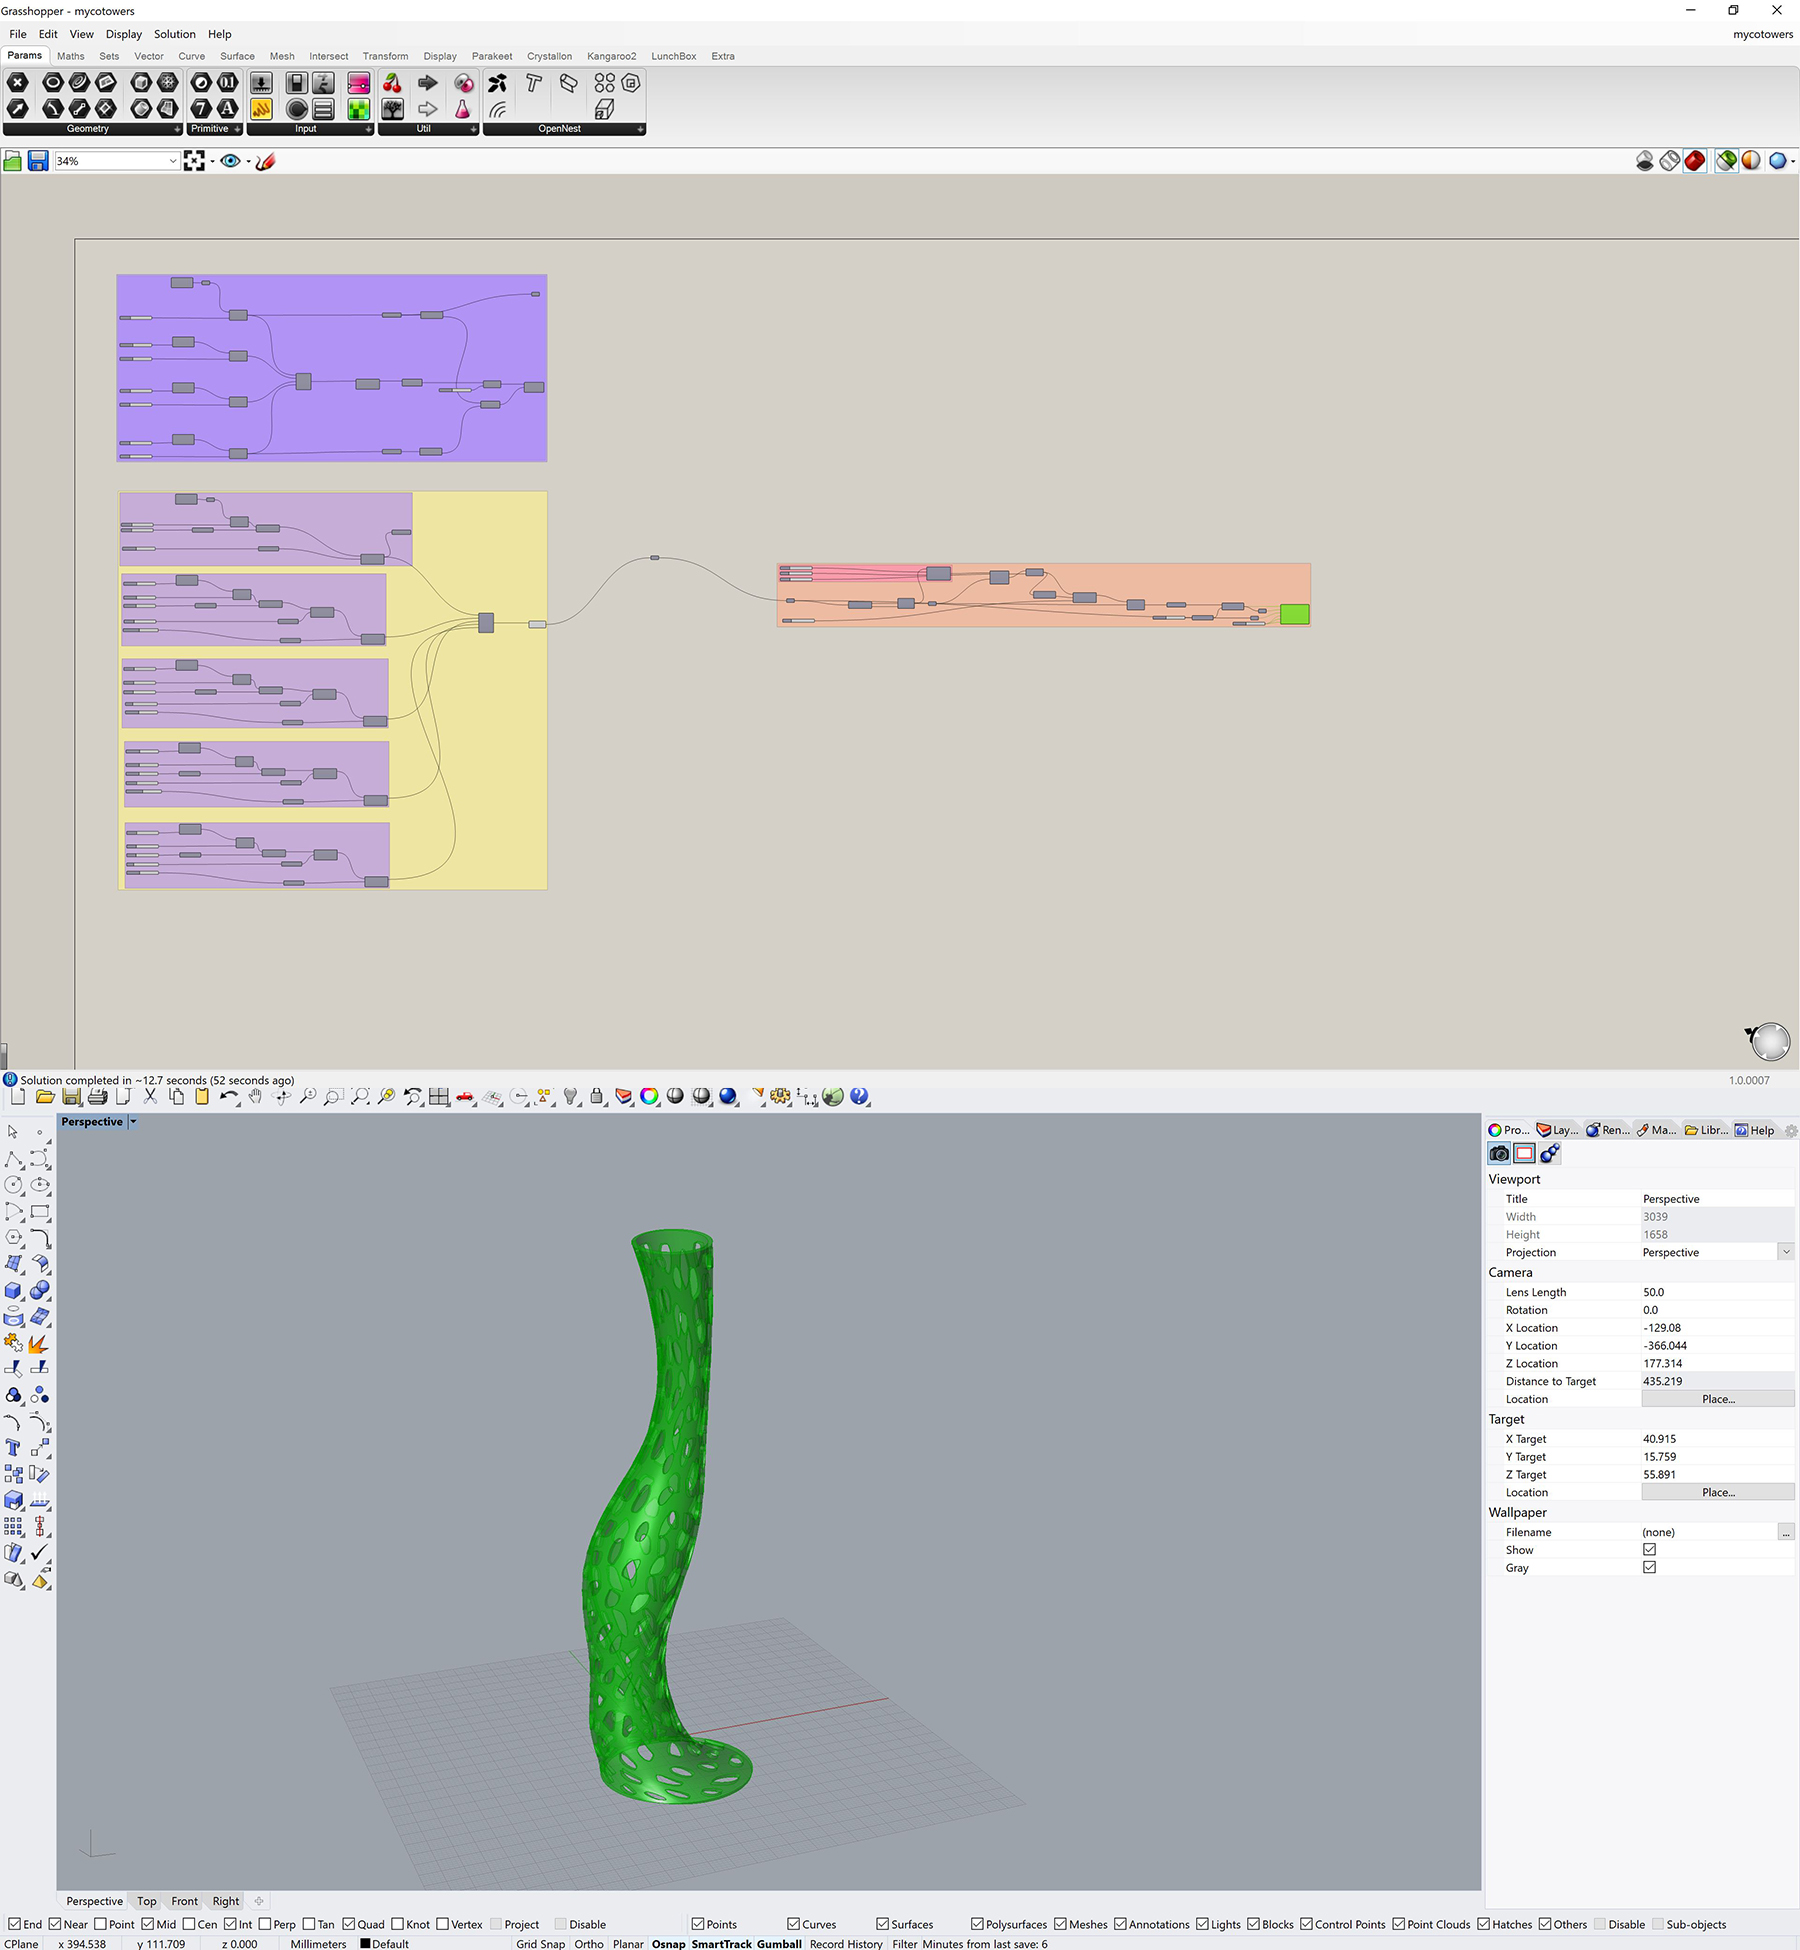 Grasshopper - mycotowers
File Edit View Display Solution Help mycotowers
Params Maths Sets Vector Curve Surface Mesh Intersect Transform Display Parakeet Crystallon Kangaroo2 LunchBox Extra
Geometry Primitive Input Util OpenNest
34%
Solution completed in ~12.7 seconds (52 seconds ago) 1.0.0007
Perspective
Pro... Lay... Ren... Ma... Libr... Help
Viewport
Title Perspective
Width 3039
Height 1658
Projection Perspective
Camera
Lens Length 50.0
Rotation 0.0
X Location -129.08
Y Location -366.044
Z Location 177.314
Distance to Target 435.219
Location Place...
Target
X Target 40.915
Y Target 15.759
Z Target 55.891
Location Place...
Wallpaper
Filename (none) ...
Show
Gray
Perspective Top Front Right
End Near Point Mid Cen Int Perp Tan Quad Knot Vertex Project Disable Points Curves Surfaces Polysurfaces Meshes Annotations Lights Blocks Control Points Point Clouds Hatches Others Disable Sub-objects
CPlane x 394.538 y 111.709 z 0.000 Millimeters Default Grid Snap Ortho Planar Osnap SmartTrack Gumball Record History Filter Minutes from last save: 6